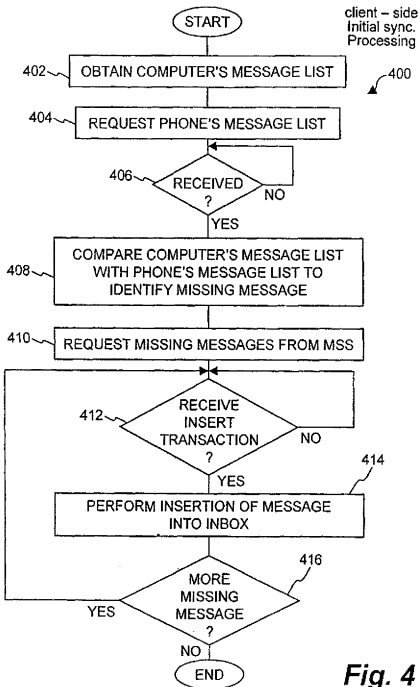 START
client – side
Initial sync.
Processing
400
402
OBTAIN COMPUTER'S MESSAGE LIST
404
REQUEST PHONE'S MESSAGE LIST
406
RECEIVED
?
NO
YES
408
COMPARE COMPUTER'S MESSAGE LIST
WITH PHONE'S MESSAGE LIST TO
IDENTIFY MISSING MESSAGE
410
REQUEST MISSING MESSAGES FROM MSS
412
RECEIVE
INSERT
TRANSACTION
?
NO
YES
414
PERFORM INSERTION OF MESSAGE
INTO INBOX
416
MORE
MISSING
MESSAGE
?
YES
NO
END
Fig. 4